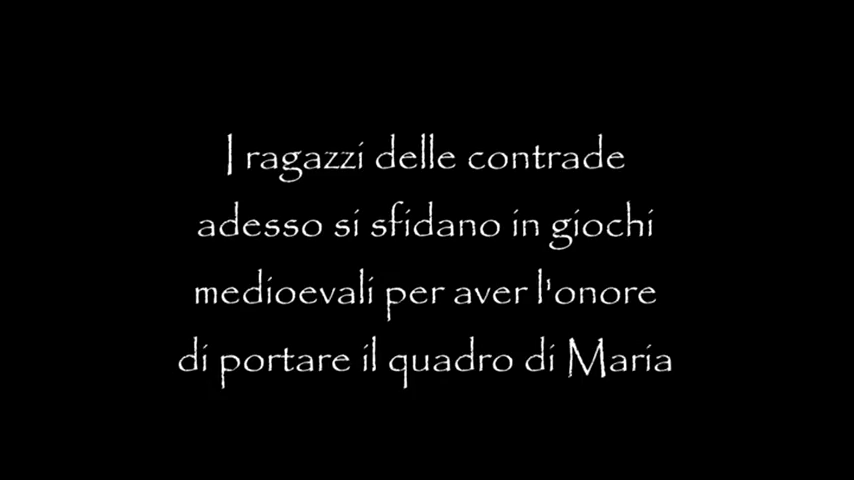 I ragazzi delle contrade
adesso si sfidano in giochi
medioevali per aver l'onore
di portare il quadro di Maria